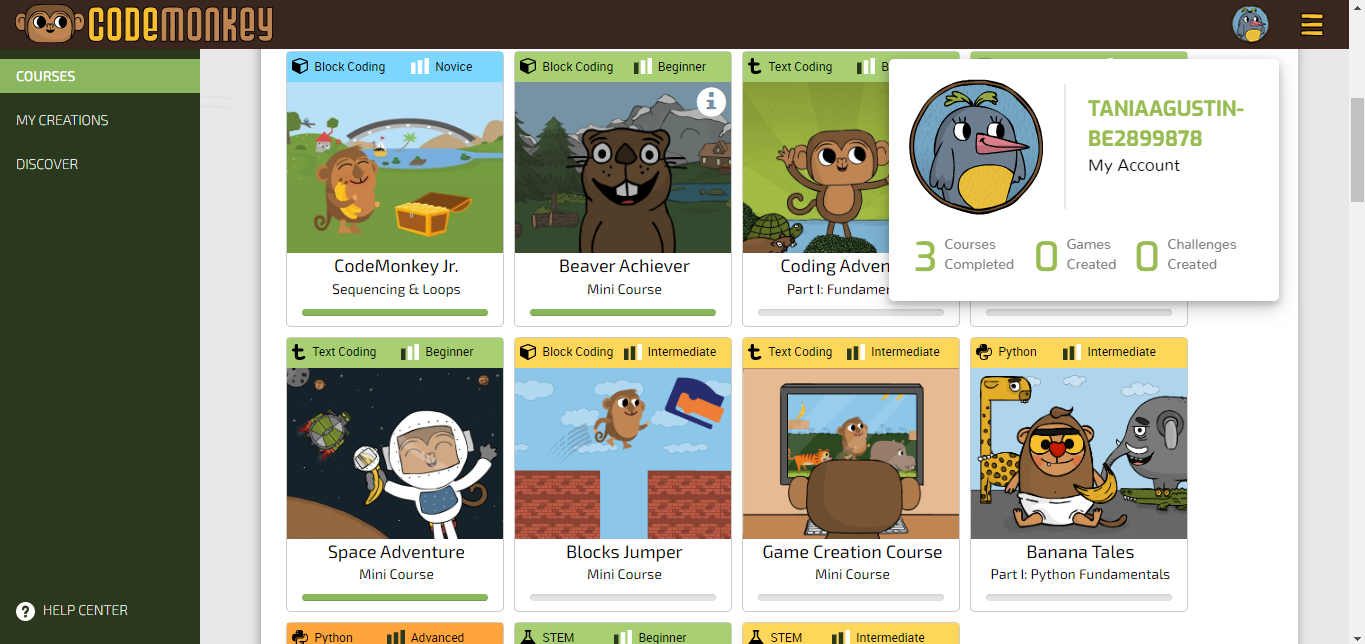 CODEMONKEY
COURSES
MY CREATIONS
DISCOVER
HELP CENTER
Block Coding Novice
CodeMonkey Jr.
Sequencing & Loops
Block Coding Beginner
Beaver Achiever
Mini Course
Text Coding
Coding Adven
Part I: Fundamen
TANIAAGUSTIN-
BE2899878
My Account
3 Courses
Completed
0 Games
Created
0 Challenges
Created
Text Coding Beginner
Space Adventure
Mini Course
Block Coding Intermediate
Blocks Jumper
Mini Course
Text Coding Intermediate
Game Creation Course
Mini Course
Python Intermediate
Banana Tales
Part I: Python Fundamentals
Python Advanced
STEM Beginner
STEM Intermediate